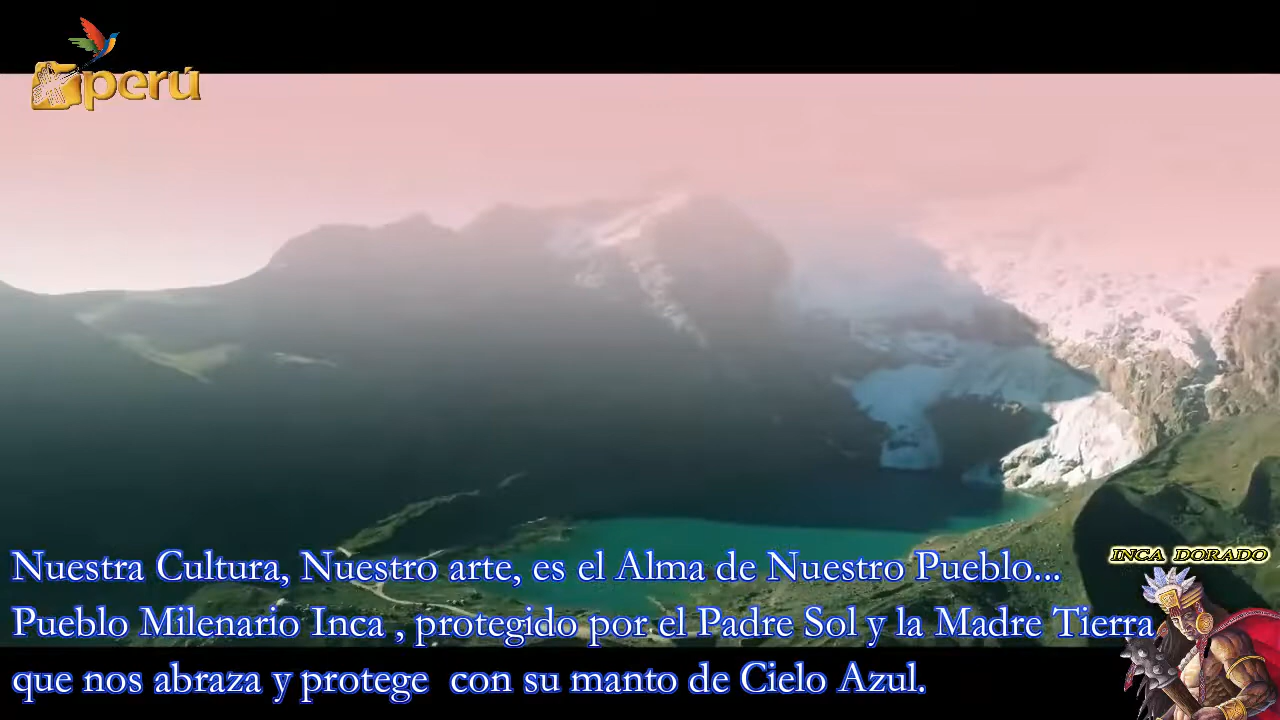 perú
INCA DORADO
Nuestra Cultura, Nuestro arte, es el Alma de Nuestro Pueblo...
Pueblo Milenario Inca , protegido por el Padre Sol y la Madre Tierra
que nos abraza y protege con su manto de Cielo Azul.